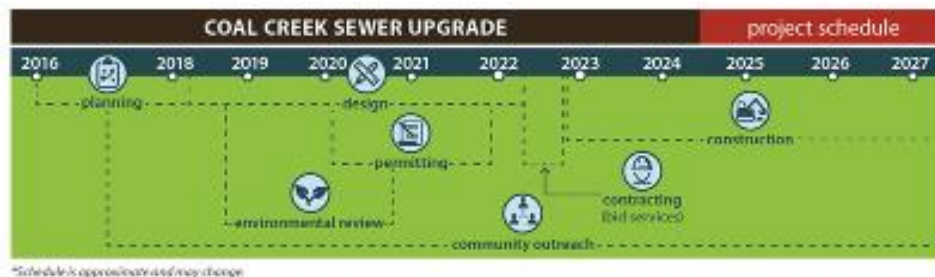 COAL CREEK SEWER UPGRADE
project schedule
2016 2018 2019 2020 2021 2022 2023 2024 2025 2026 2027
planning
design
construction
permitting
contracting
(bid services)
environmental review
community outreach
*Schedule is approximate and may change